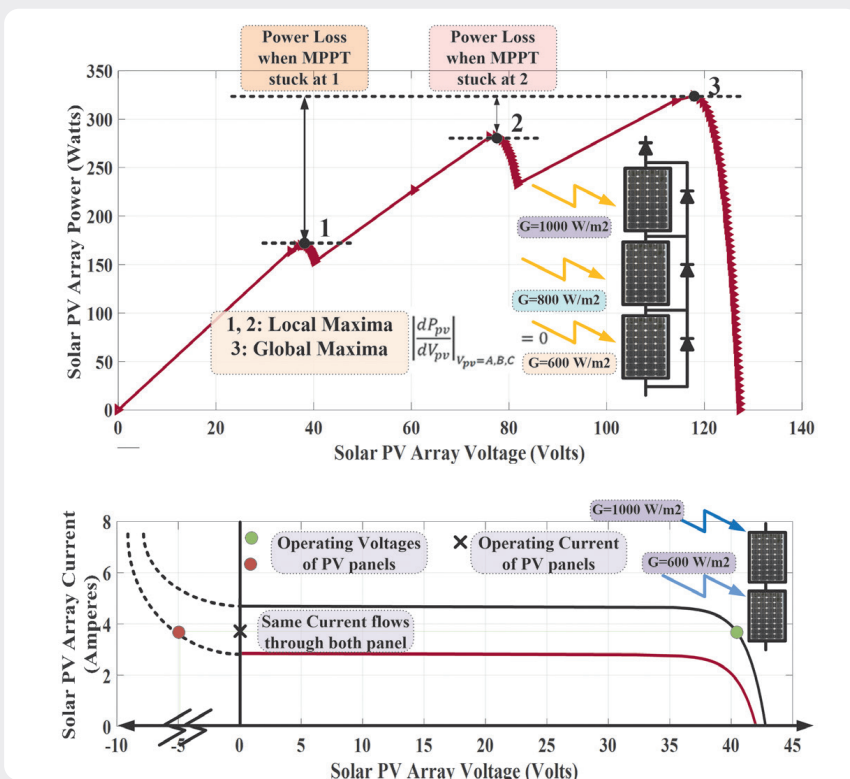 Power Loss
when MPPT
stuck at 1
Power Loss
when MPPT
stuck at 2
350
300
250
200
150
100
50
0
Solar PV Array Power (Watts)
1
2
3
G=1000 W/m2
G=800 W/m2
G=600 W/m2
1, 2: Local Maxima
3: Global Maxima
|dPpv/dVpv|Vpv=A,B,C = 0
0 20 40 60 80 100 120 140
Solar PV Array Voltage (Volts)
8
6
4
2
0
Solar PV Array Current
(Amperes)
Operating Voltages
of PV panels
Operating Current
of PV panels
Same Current flows
through both panel
G=1000 W/m2
G=600 W/m2
-10 -5 0 5 10 15 20 25 30 35 40 45
Solar PV Array Voltage (Volts)